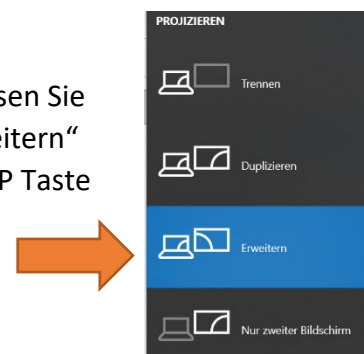 PROJIZIEREN
Trennen
Duplizieren
Erweitern
Nur zweiter Bildschirm
sen Sie
eitern“
P Taste